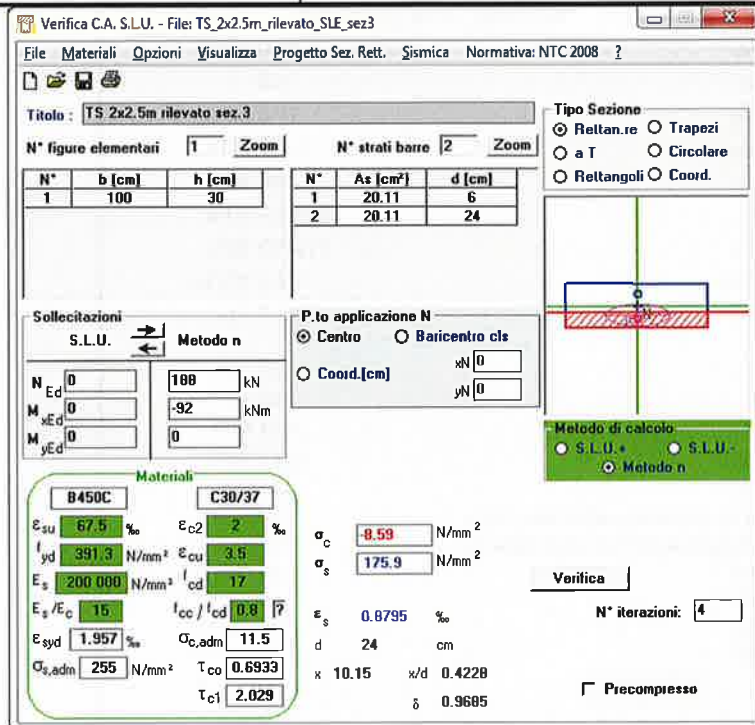 Verifica C.A. S.L.U. - File: TS_2x2.5m_rilevato_SLE_sez3
File Materiali Opzioni Visualizza Progetto Sez. Rett. Sismica Normativa: NTC 2008 ?
Titolo : TS 2x2.5m rilevato sez.3
N° figure elementari 1 Zoom
N° strati barre 2 Zoom
N° b [cm] h [cm]
1 100 30
N° As [cm²] d [cm]
1 20.11 6
2 20.11 24
Tipo Sezione
Rettan.re Trapezi
a T Circolare
Rettangoli Coord.
Sollecitazioni
S.L.U. Metodo n
N Ed 0 188 kN
M xEd 0 -92 kNm
M yEd 0 0
P.to applicazione N
Centro Baricentro cls
Coord.[cm] xN 0
yN 0
N
Metodo di calcolo
S.L.U.+ S.L.U.-
Metodo n
Materiali
B450C C30/37
εsu 67.5 ‰ εc2 2 ‰
fyd 391.3 N/mm² εcu 3.5
Es 200 000 N/mm² fcd 17
Es/Ec 15 fcc / fcd 0.8 ?
εsyd 1.957 ‰ σc,adm 11.5
σs,adm 255 N/mm² τco 0.6933
τc1 2.029
σc -8.59 N/mm²
σs 175.9 N/mm²
εs 0.8795 ‰
d 24 cm
x 10.15 x/d 0.4228
δ 0.9685
Verifica
N° iterazioni: 4
Precompresso